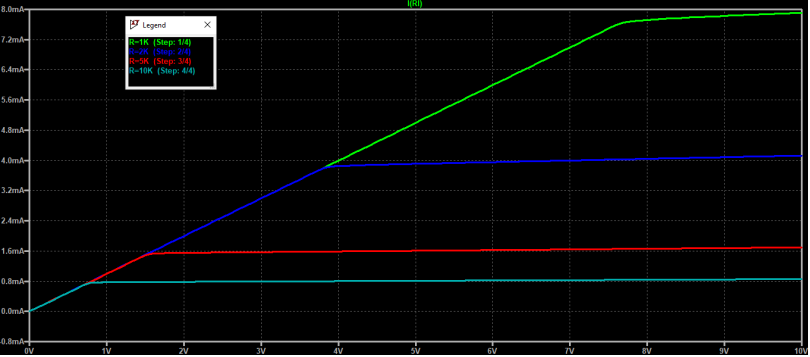 I(Rl)
8.0mA
7.2mA
6.4mA
5.6mA
4.8mA
4.0mA
3.2mA
2.4mA
1.6mA
0.8mA
0.0mA
-0.8mA
Legend
R=1K (Step: 1/4)
R=2K (Step: 2/4)
R=5K (Step: 3/4)
R=10K (Step: 4/4)
0V 1V 2V 3V 4V 5V 6V 7V 8V 9V 10V